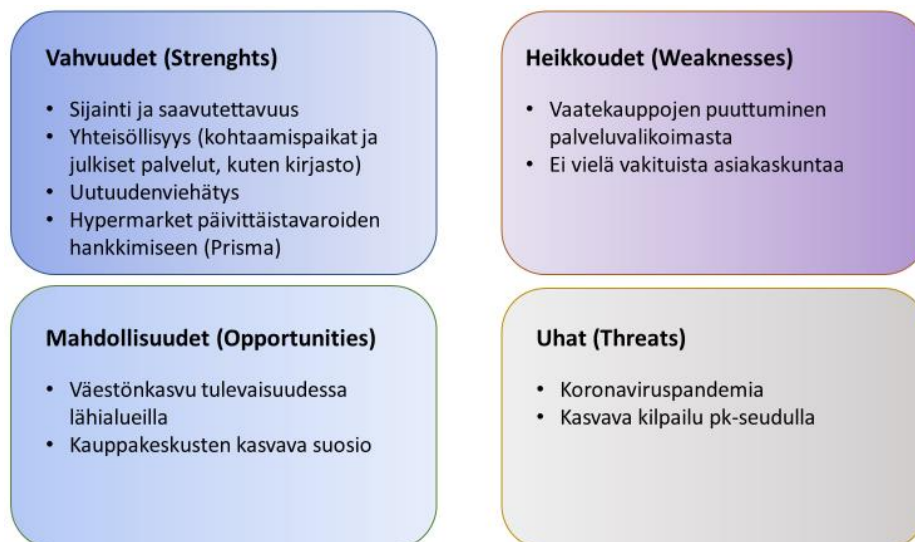 Vahvuudet (Strenghts)
• Sijainti ja saavutettavuus
• Yhteisöllisyys (kohtaamispaikat ja
julkiset palvelut, kuten kirjasto)
• Uutuudenviehätys
• Hypermarket päivittäistavaroiden
hankkimiseen (Prisma)
Heikkoudet (Weaknesses)
• Vaatekauppojen puuttuminen
palveluvalikoimasta
• Ei vielä vakituista asiakaskuntaa
Mahdollisuudet (Opportunities)
• Väestönkasvu tulevaisuudessa
lähialueilla
• Kauppakeskusten kasvava suosio
Uhat (Threats)
• Koronaviruspandemia
• Kasvava kilpailu pk-seudulla